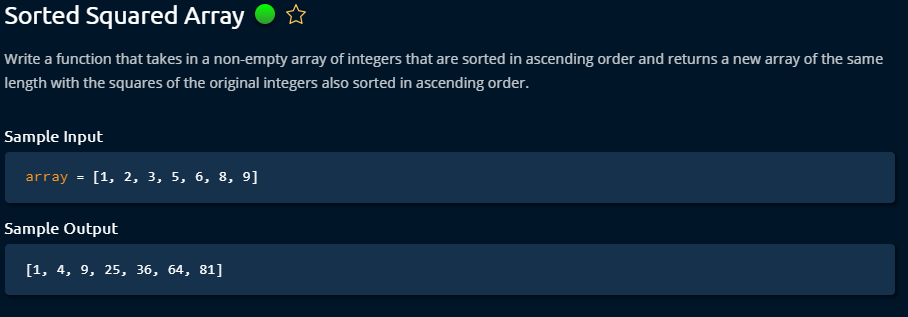 Sorted Squared Array
Write a function that takes in a non-empty array of integers that are sorted in ascending order and returns a new array of the same
length with the squares of the original integers also sorted in ascending order.
Sample Input
array = [1, 2, 3, 5, 6, 8, 9]
Sample Output
[1, 4, 9, 25, 36, 64, 81]